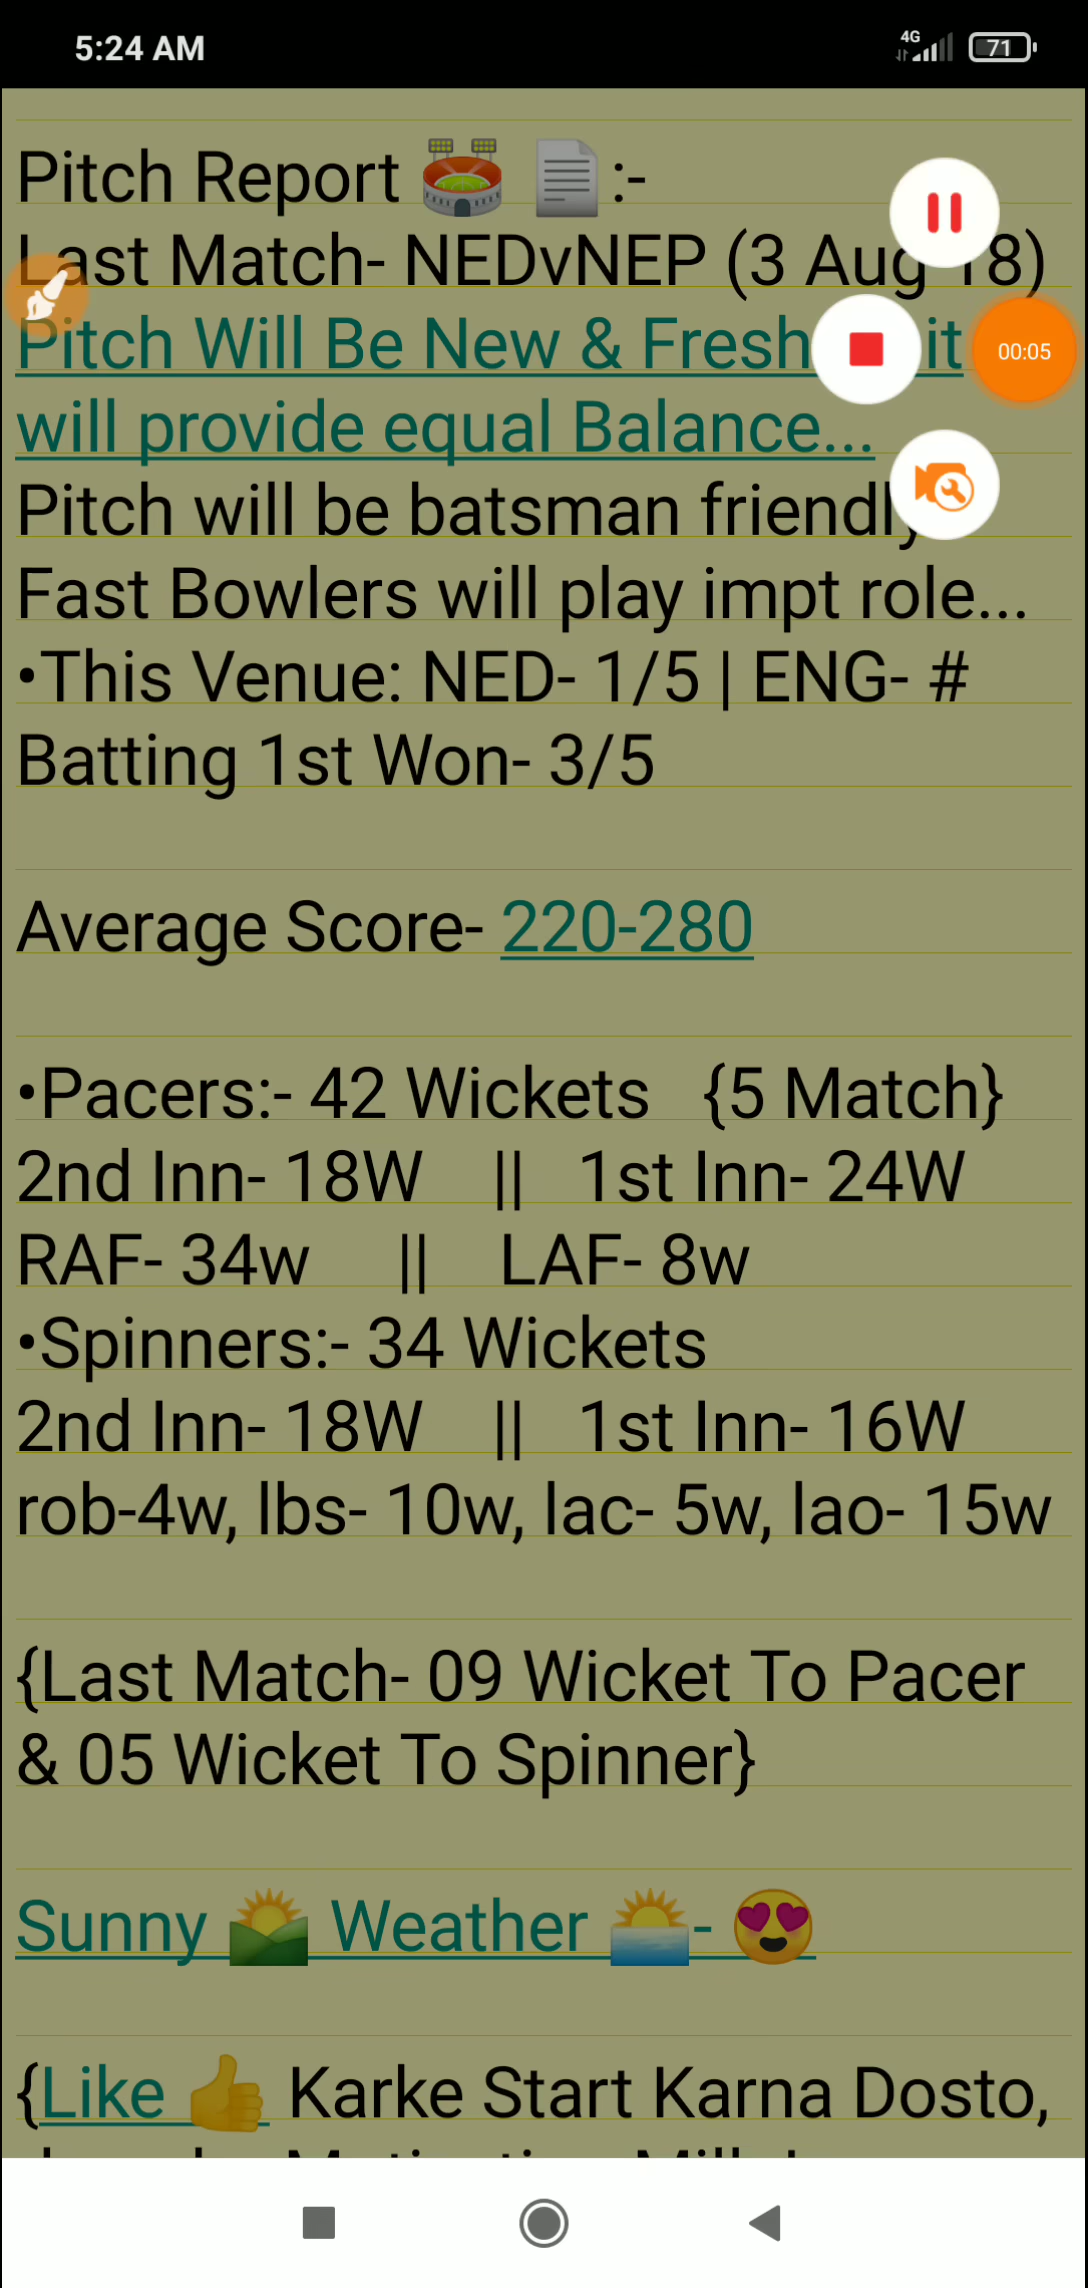 5:24 AM
4G
71
Pitch Report 🏟 📄:-
Last Match- NEDvNEP (3 Aug 18)
Pitch Will Be New & Fresh it
00:05
will provide equal Balance...
Pitch will be batsman friendly
Fast Bowlers will play impt role...
•This Venue: NED- 1/5 | ENG- #
Batting 1st Won- 3/5
Average Score- 220-280
•Pacers:- 42 Wickets {5 Match}
2nd Inn- 18W || 1st Inn- 24W
RAF- 34w || LAF- 8w
•Spinners:- 34 Wickets
2nd Inn- 18W || 1st Inn- 16W
rob-4w, lbs- 10w, lac- 5w, lao- 15w
{Last Match- 09 Wicket To Pacer
& 05 Wicket To Spinner}
Sunny 🌄 Weather 🌅- 😍
{Like 👍 Karke Start Karna Dosto,